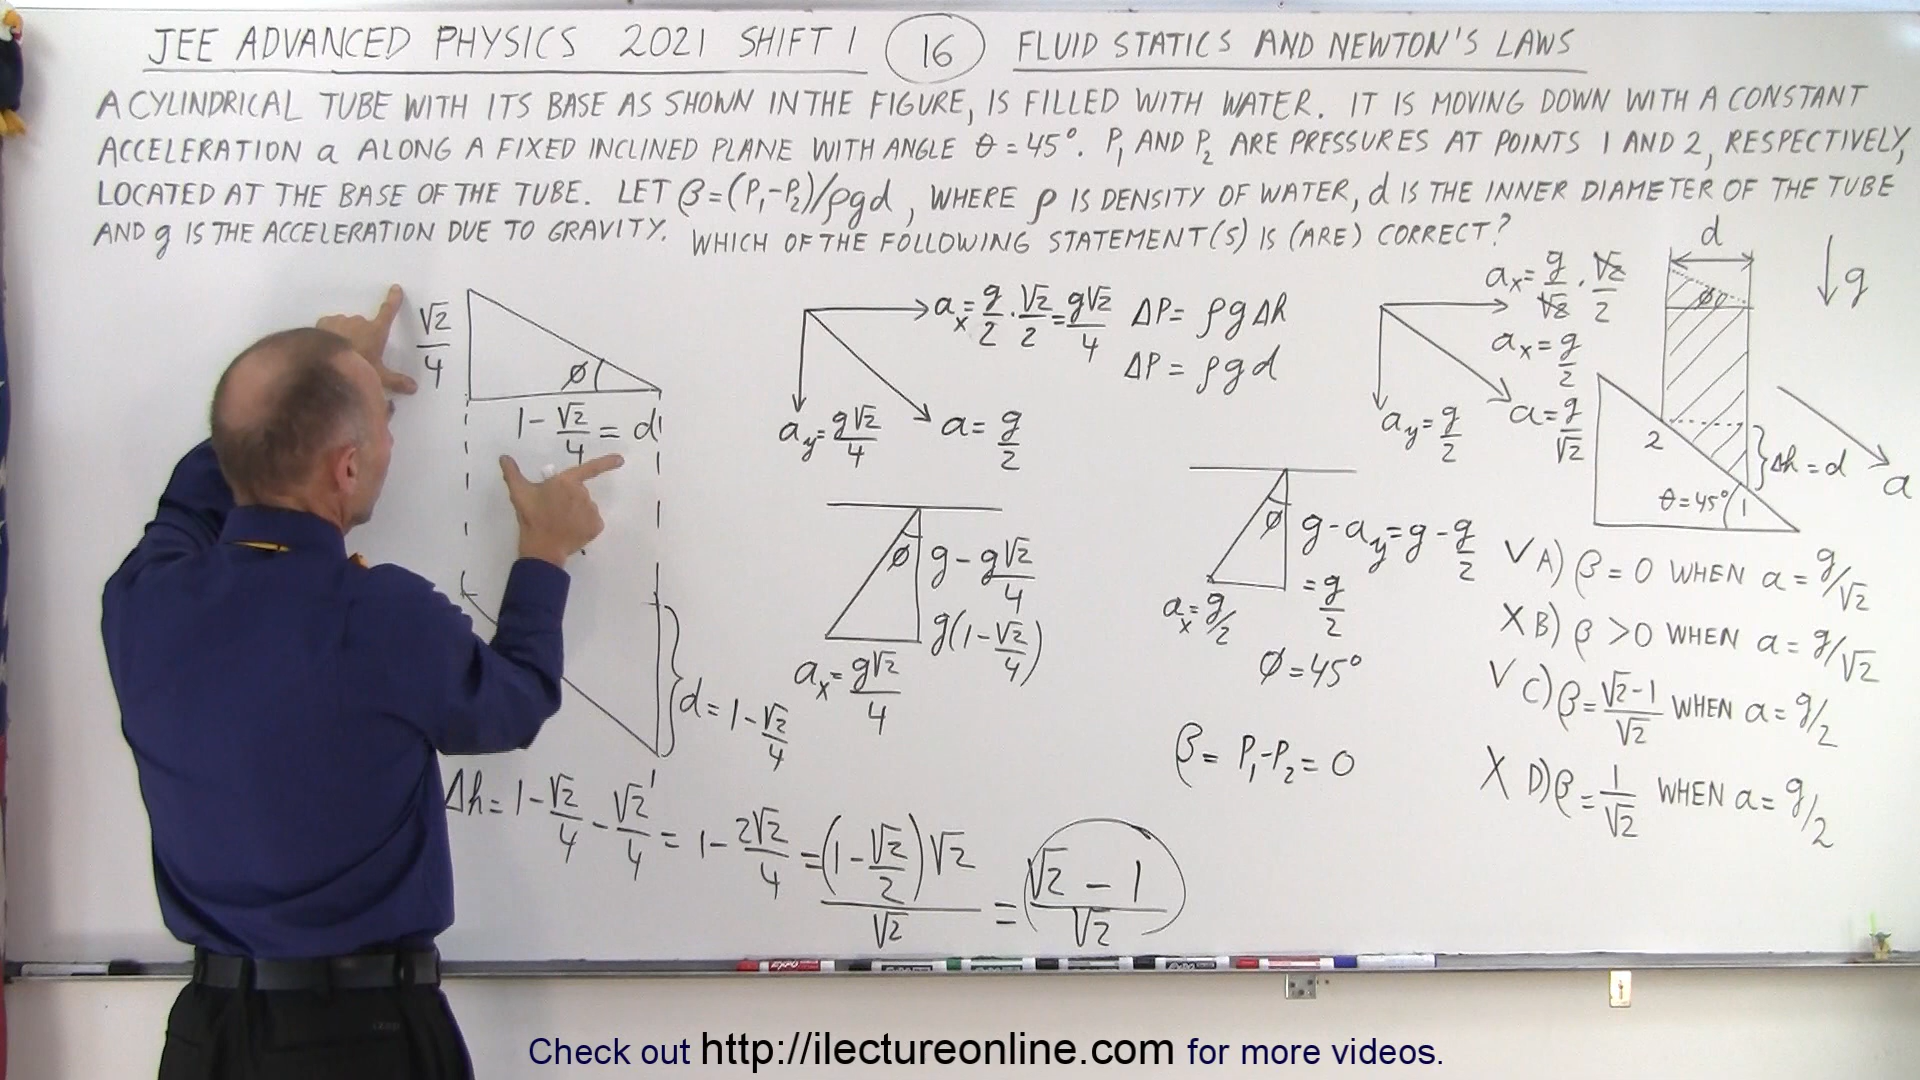 JEE ADVANCED PHYSICS 2021 SHIFT 1 16 FLUID STATICS AND NEWTON'S LAWS
A CYLINDRICAL TUBE WITH ITS BASE AS SHOWN IN THE FIGURE, IS FILLED WITH WATER. IT IS MOVING DOWN WITH A CONSTANT
ACCELERATION a ALONG A FIXED INCLINED PLANE WITH ANGLE θ = 45°. P₁ AND P₂ ARE PRESSURES AT POINTS 1 AND 2, RESPECTIVELY,
LOCATED AT THE BASE OF THE TUBE. LET β=(P₁-P₂)/ρgd, WHERE ρ IS DENSITY OF WATER, d IS THE INNER DIAMETER OF THE TUBE
AND g IS THE ACCELERATION DUE TO GRAVITY. WHICH OF THE FOLLOWING STATEMENT(S) IS (ARE) CORRECT?
√2/4
ø
1-√2/4 = d
d = 1-√2/4
Δh = 1-√2/4 - √2/4 = 1-2√2/4 = (1-√2/2)√2/√2 = √2-1/√2
aₓ = g/2 · √2/2 = g√2/4
a_y = g√2/4
a = g/2
ΔP = ρgΔh
ΔP = ρgd
ø
g - g√2/4
g(1-√2/4)
aₓ = g√2/4
aₓ = g/√2 · √2/2
aₓ = g/2
a_y = g/2
a = g/√2
ø
g - a_y = g - g/2
= g/2
aₓ = g/2
ø = 45°
β = P₁-P₂ = 0
d
g
ø
2
Δh = d
θ = 45°
1
a
V A) β = 0 WHEN a = g/√2
X B) β > 0 WHEN a = g/√2
V C) β = √2-1/√2 WHEN a = g/2
X D) β = 1/√2 WHEN a = g/2
EXPO
Check out http://ilectureonline.com for more videos.